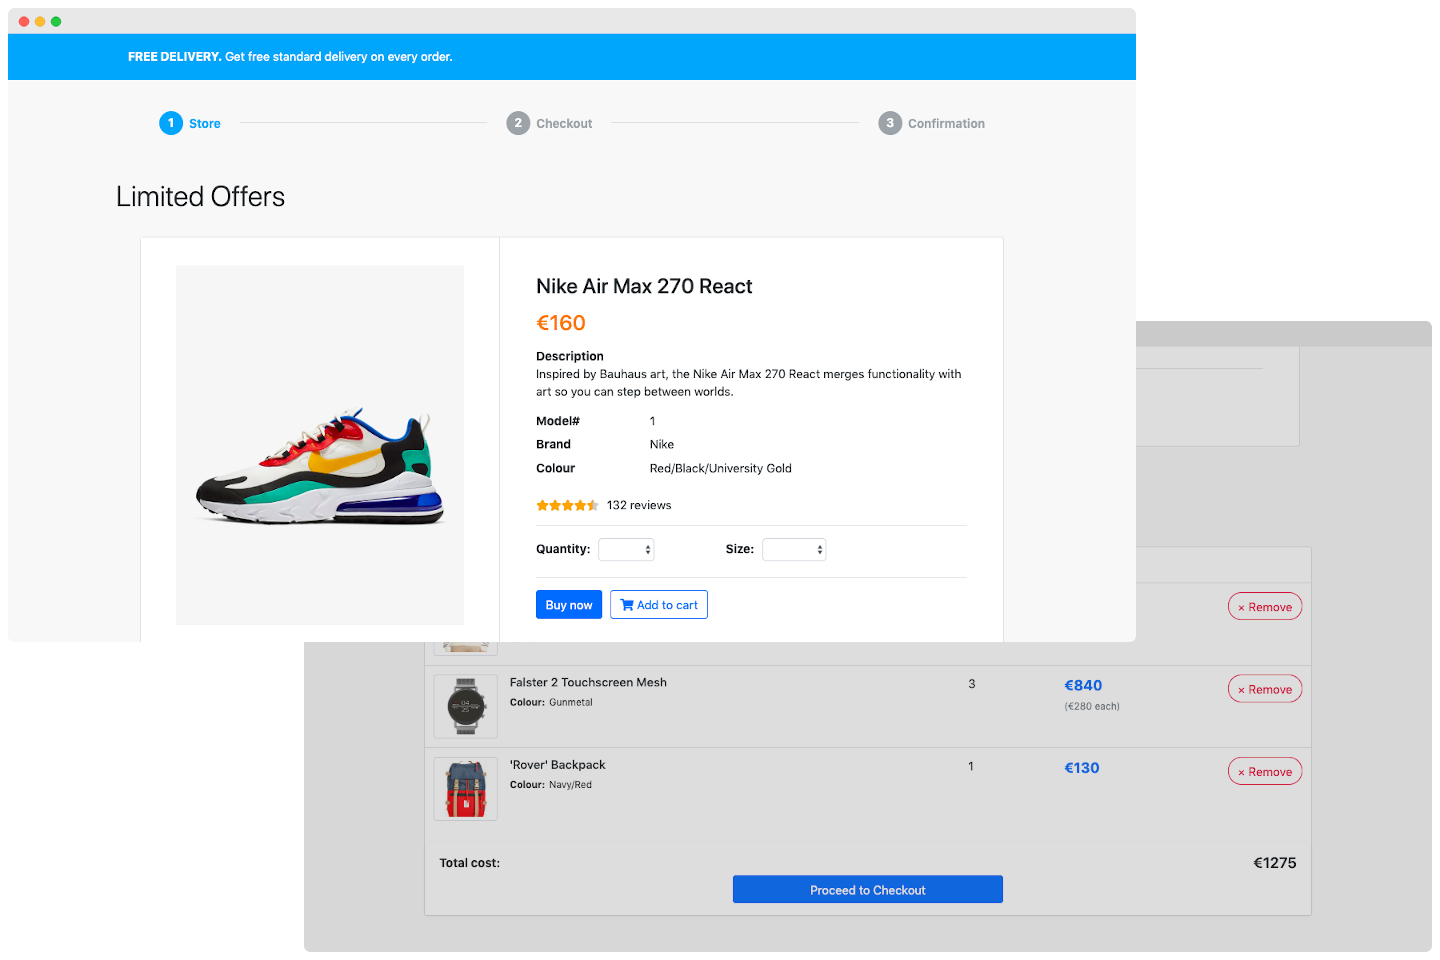 FREE DELIVERY. Get free standard delivery on every order.
1 Store
2 Checkout
3 Confirmation
Limited Offers
Nike Air Max 270 React
€160
Description
Inspired by Bauhaus art, the Nike Air Max 270 React merges functionality with
art so you can step between worlds.
Model# 1
Brand Nike
Colour Red/Black/University Gold
132 reviews
Quantity: Size:
Buy now Add to cart
× Remove
Falster 2 Touchscreen Mesh 3 €840 × Remove
Colour: Gunmetal (€280 each)
'Rover' Backpack 1 €130 × Remove
Colour: Navy/Red
Total cost: €1275
Proceed to Checkout